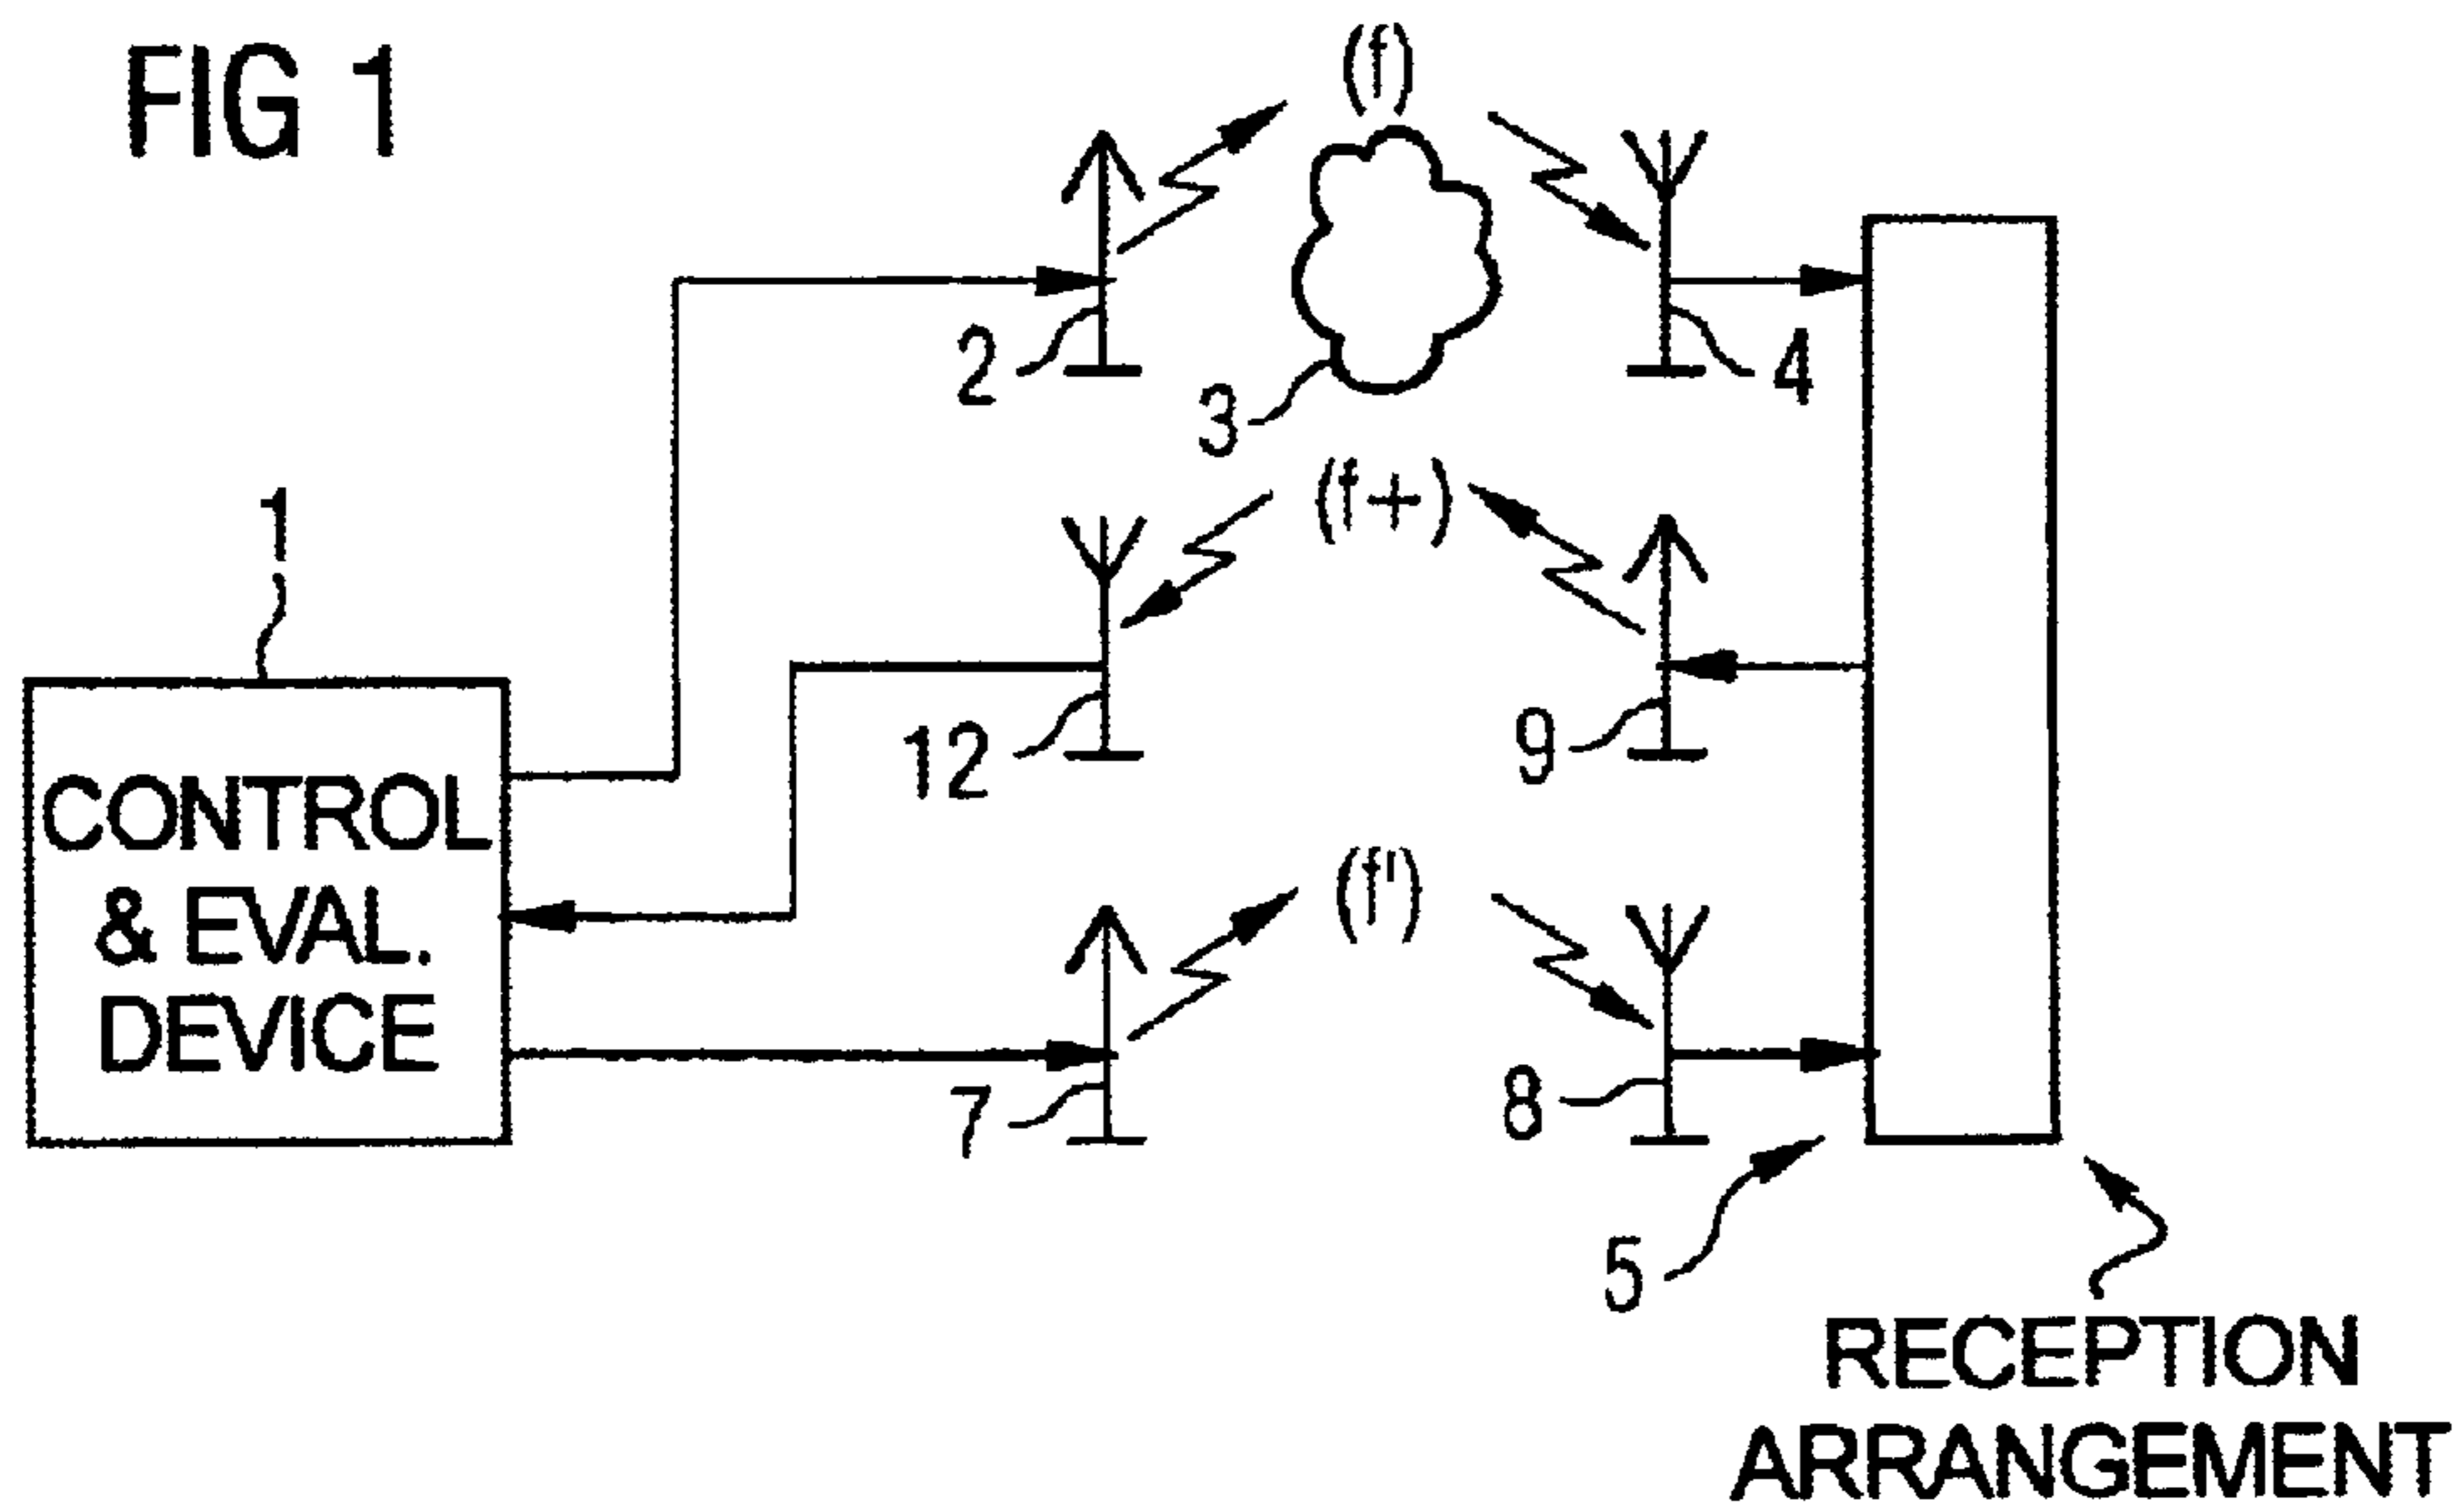 FIG 1
(f)
2
3
4
1
(f+)
12
9
CONTROL
& EVAL.
DEVICE
(f')
7
8
5
RECEPTION
ARRANGEMENT